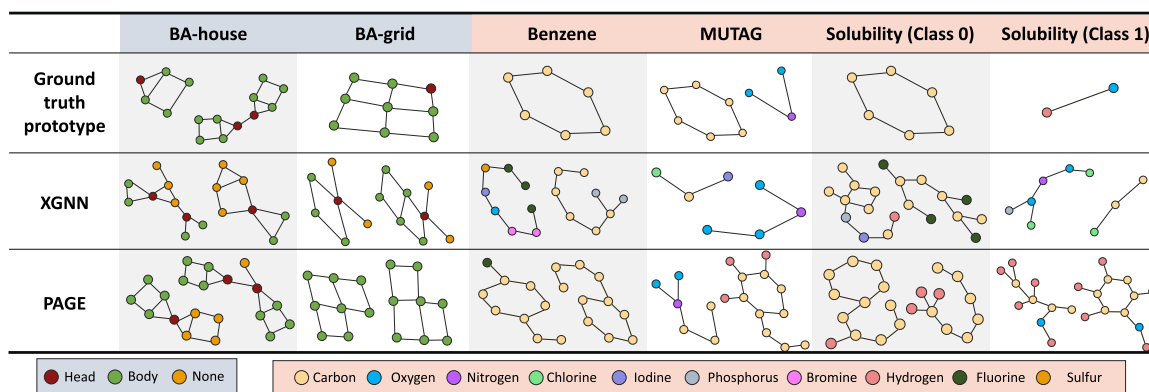 BA-house BA-grid Benzene MUTAG Solubility (Class 0) Solubility (Class 1)
Ground
truth
prototype
XGNN
PAGE
Head Body None Carbon Oxygen Nitrogen Chlorine Iodine Phosphorus Bromine Hydrogen Fluorine Sulfur